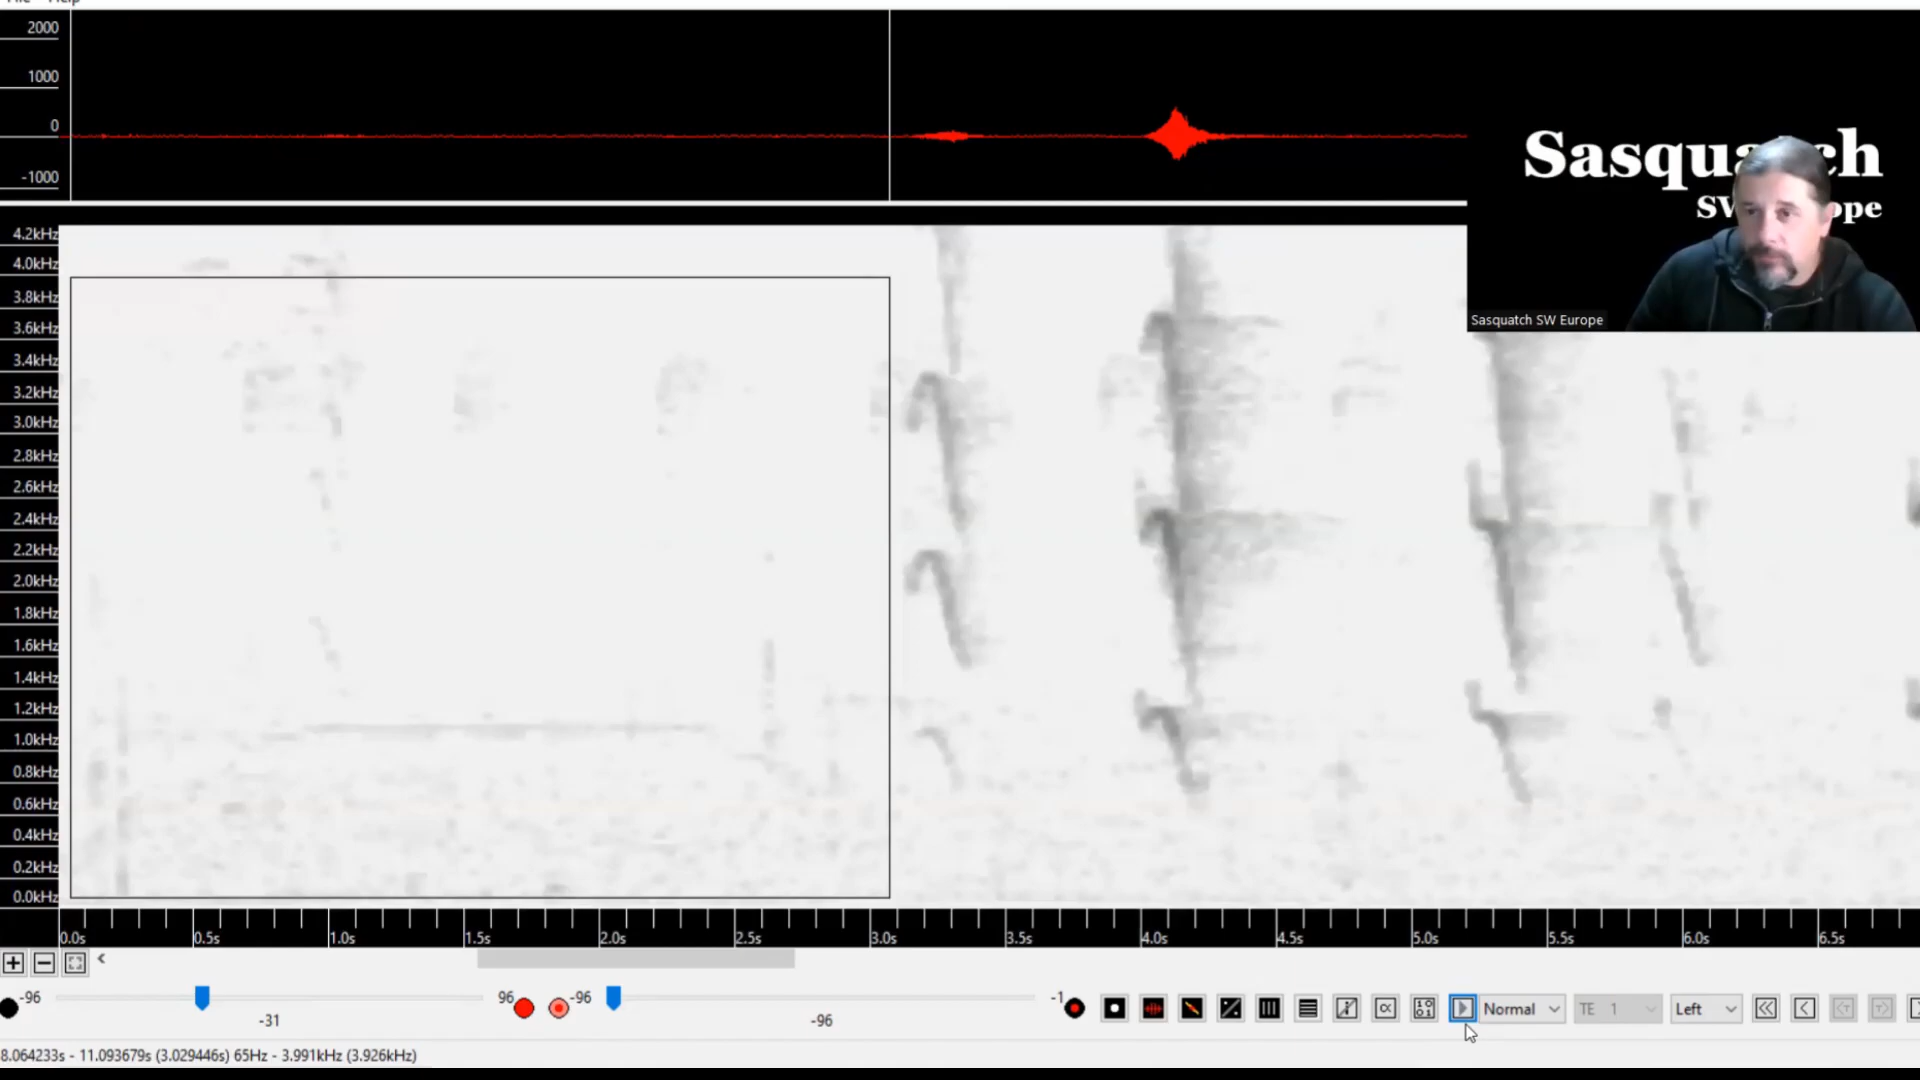 2000
1000
0
-1000
Sasqua ch
SW ope
Sasquatch SW Europe
4.2kHz
4.0kHz
3.8kHz
3.6kHz
3.4kHz
3.2kHz
3.0kHz
2.8kHz
2.6kHz
2.4kHz
2.2kHz
2.0kHz
1.8kHz
1.6kHz
1.4kHz
1.2kHz
1.0kHz
0.8kHz
0.6kHz
0.4kHz
0.2kHz
0.0kHz
0.0s 0.5s 1.0s 1.5s 2.0s 2.5s 3.0s 3.5s 4.0s 4.5s 5.0s 5.5s 6.0s 6.5s
-96 96 -96 -1
-31 -96
Normal TE 1 Left
8.064233s - 11.093679s (3.029446s) 65Hz - 3.991kHz (3.926kHz)